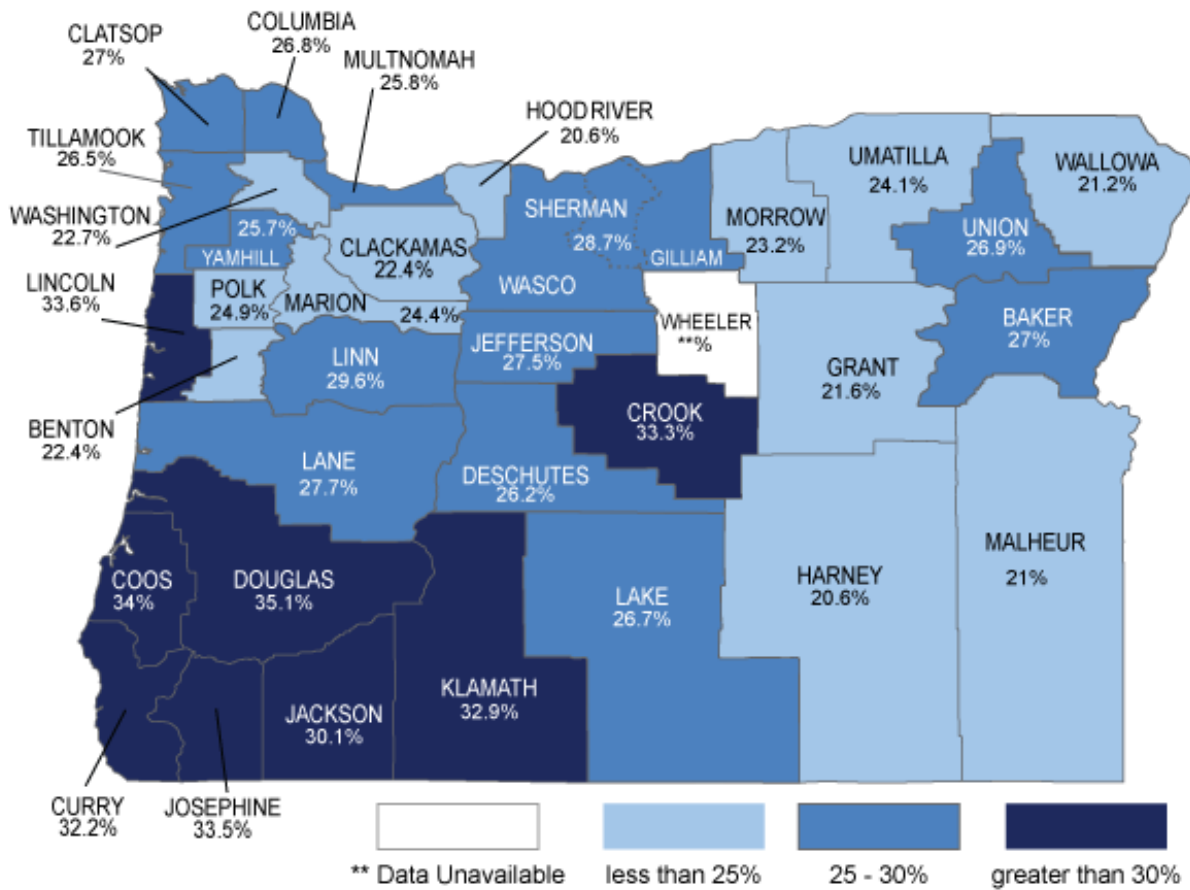 CLATSOP
27%
COLUMBIA
26.8%
MULTNOMAH
25.8%
HOOD RIVER
20.6%
TILLAMOOK
26.5%
WASHINGTON
22.7%
LINCOLN
33.6%
BENTON
22.4%
25.7%
YAMHILL
POLK
24.9%
MARION
24.4%
CLACKAMAS
22.4%
SHERMAN
28.7%
GILLIAM
WASCO
MORROW
23.2%
UMATILLA
24.1%
UNION
26.9%
WALLOWA
21.2%
BAKER
27%
WHEELER
**%
JEFFERSON
27.5%
LINN
29.6%
GRANT
21.6%
CROOK
33.3%
LANE
27.7%
DESCHUTES
26.2%
COOS
34%
DOUGLAS
35.1%
LAKE
26.7%
HARNEY
20.6%
MALHEUR
21%
KLAMATH
32.9%
JACKSON
30.1%
CURRY
32.2%
JOSEPHINE
33.5%
** Data Unavailable
less than 25%
25 - 30%
greater than 30%